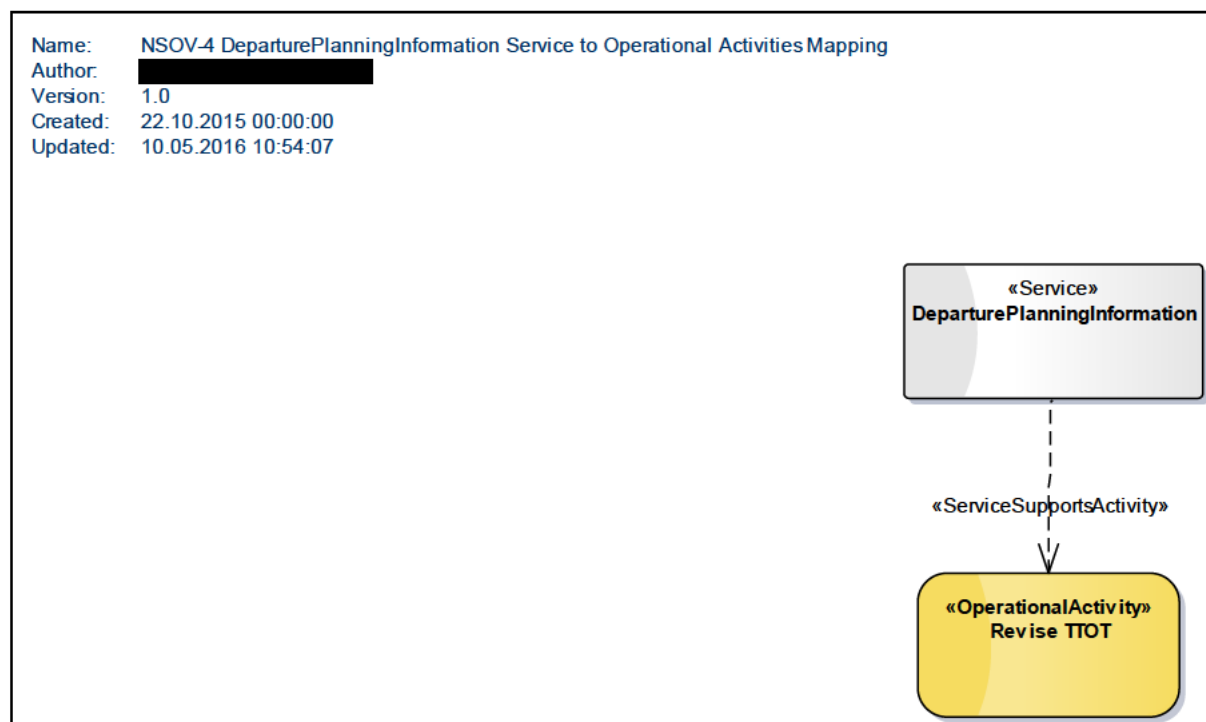 Name: NSOV-4 DeparturePlanningInformation Service to Operational Activities Mapping
Author:
Version: 1.0
Created: 22.10.2015 00:00:00
Updated: 10.05.2016 10:54:07
«Service»
DeparturePlanningInformation
«ServiceSupportsActivity»
«OperationalActivity»
Revise TTOT